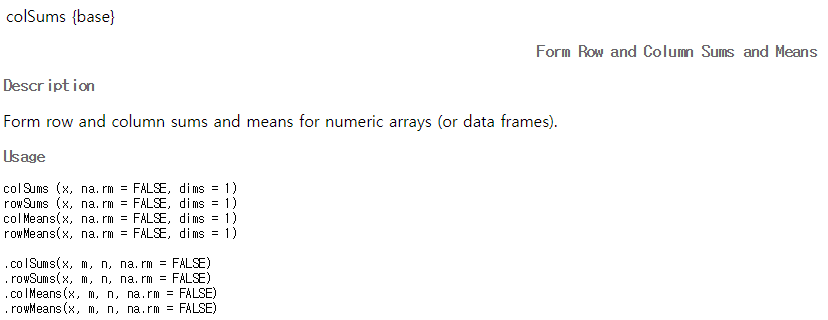 colSums {base}
Form Row and Column Sums and Means
Description
Form row and column sums and means for numeric arrays (or data frames).
Usage
colSums (x, na.rm = FALSE, dims = 1)
rowSums (x, na.rm = FALSE, dims = 1)
colMeans(x, na.rm = FALSE, dims = 1)
rowMeans(x, na.rm = FALSE, dims = 1)
.colSums(x, m, n, na.rm = FALSE)
.rowSums(x, m, n, na.rm = FALSE)
.colMeans(x, m, n, na.rm = FALSE)
.rowMeans(x, m, n, na.rm = FALSE)